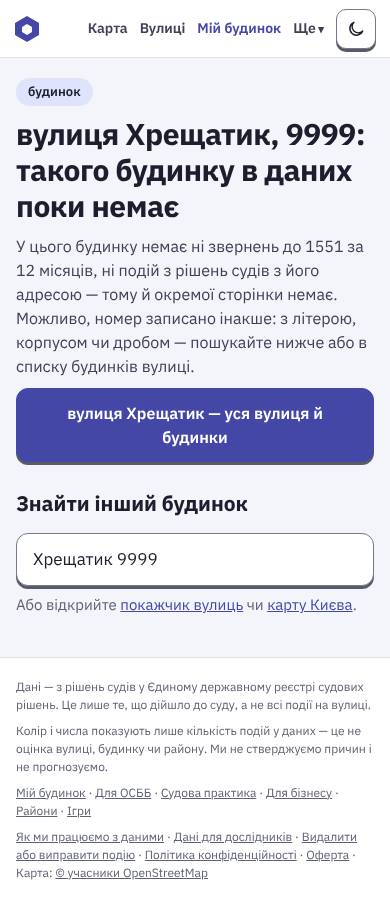 Карта Вулиці Мій будинок Ще ▾
будинок
вулиця Хрещатик, 9999:
такого будинку в даних
поки немає
У цього будинку немає ні звернень до 1551 за
12 місяців, ні подій з рішень судів з його
адресою — тому й окремої сторінки немає.
Можливо, номер записано інакше: з літерою,
корпусом чи дробом — пошукайте нижче або в
списку будинків вулиці.
вулиця Хрещатик — уся вулиця й
будинки
Знайти інший будинок
Хрещатик 9999
Або відкрийте покажчик вулиць чи карту Києва.
Дані — з рішень судів у Єдиному державному реєстрі судових
рішень. Це лише те, що дійшло до суду, а не всі події на вулиці.
Колір і числа показують лише кількість подій у даних — це не
оцінка вулиці, будинку чи району. Ми не стверджуємо причин і
не прогнозуємо.
Мій будинок · Для ОСББ · Судова практика · Для бізнесу ·
Райони · Ігри
Як ми працюємо з даними · Дані для дослідників · Видалити
або виправити подію · Політика конфіденційності · Оферта ·
Карта: © учасники OpenStreetMap